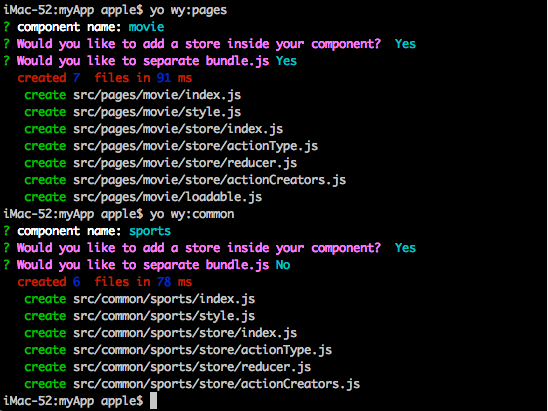 iMac-52:myApp apple$ yo wy:pages
? component name: movie
? Would you like to add a store inside your component?  Yes
? Would you like to separate bundle.js Yes
  created 7  files in 91 ms
   create src/pages/movie/index.js
   create src/pages/movie/style.js
   create src/pages/movie/store/index.js
   create src/pages/movie/store/actionType.js
   create src/pages/movie/store/reducer.js
   create src/pages/movie/store/actionCreators.js
   create src/pages/movie/loadable.js
iMac-52:myApp apple$ yo wy:common
? component name: sports
? Would you like to add a store inside your component?  Yes
? Would you like to separate bundle.js No
  created 6  files in 78 ms
   create src/common/sports/index.js
   create src/common/sports/style.js
   create src/common/sports/store/index.js
   create src/common/sports/store/actionType.js
   create src/common/sports/store/reducer.js
   create src/common/sports/store/actionCreators.js
iMac-52:myApp apple$